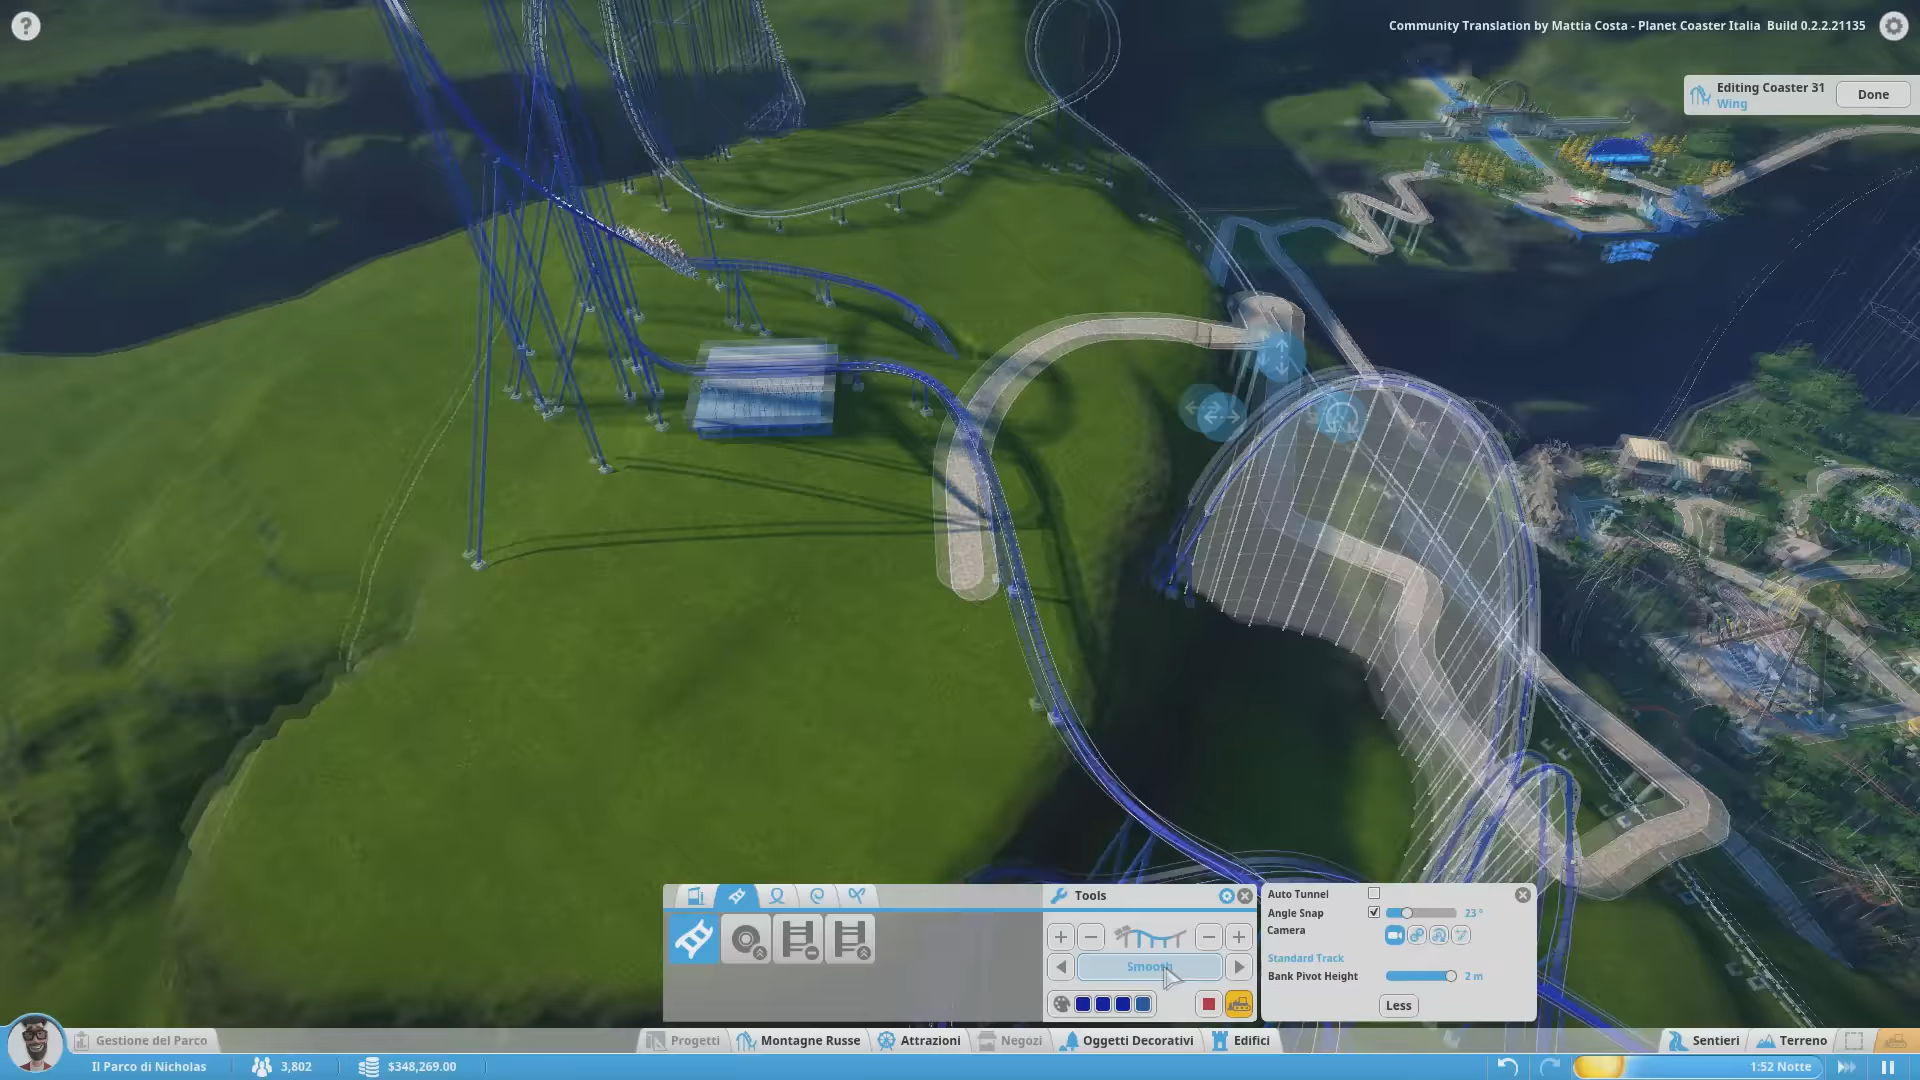 ?
Community Translation by Mattia Costa - Planet Coaster Italia Build 0.2.2.21135
Editing Coaster 31
Wing
Done
Tools
Smooth
Auto Tunnel
Angle Snap
23 °
Camera
Standard Track
Bank Pivot Height
2 m
Less
Gestione del Parco
Progetti
Montagne Russe
Attrazioni
Negozi
Oggetti Decorativi
Edifici
Sentieri
Terreno
Il Parco di Nicholas
3,802
$348,269.00
1:52 Notte